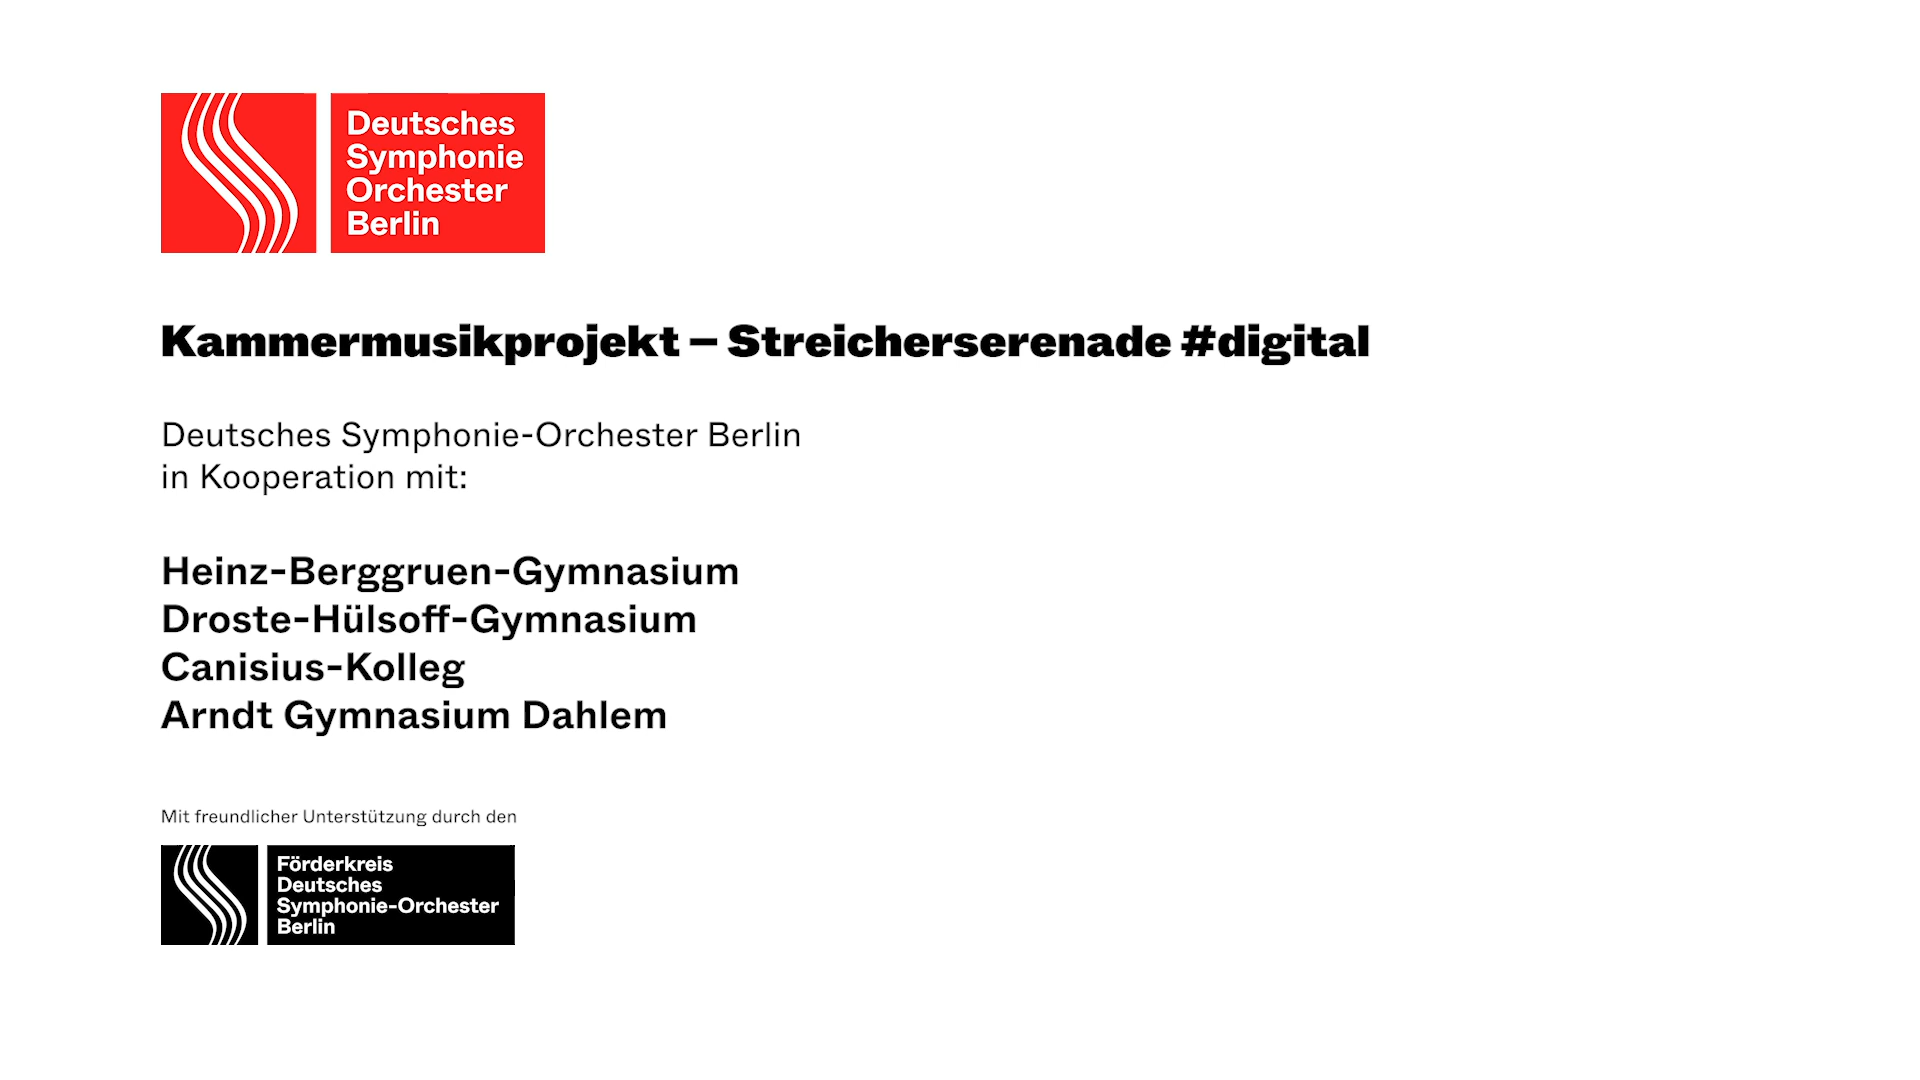 Deutsches
Symphonie
Orchester
Berlin
Kammermusikprojekt – Streicherserenade #digital
Deutsches Symphonie-Orchester Berlin
in Kooperation mit:
Heinz-Berggruen-Gymnasium
Droste-Hülsoff-Gymnasium
Canisius-Kolleg
Arndt Gymnasium Dahlem
Mit freundlicher Unterstützung durch den
Förderkreis
Deutsches
Symphonie-Orchester
Berlin